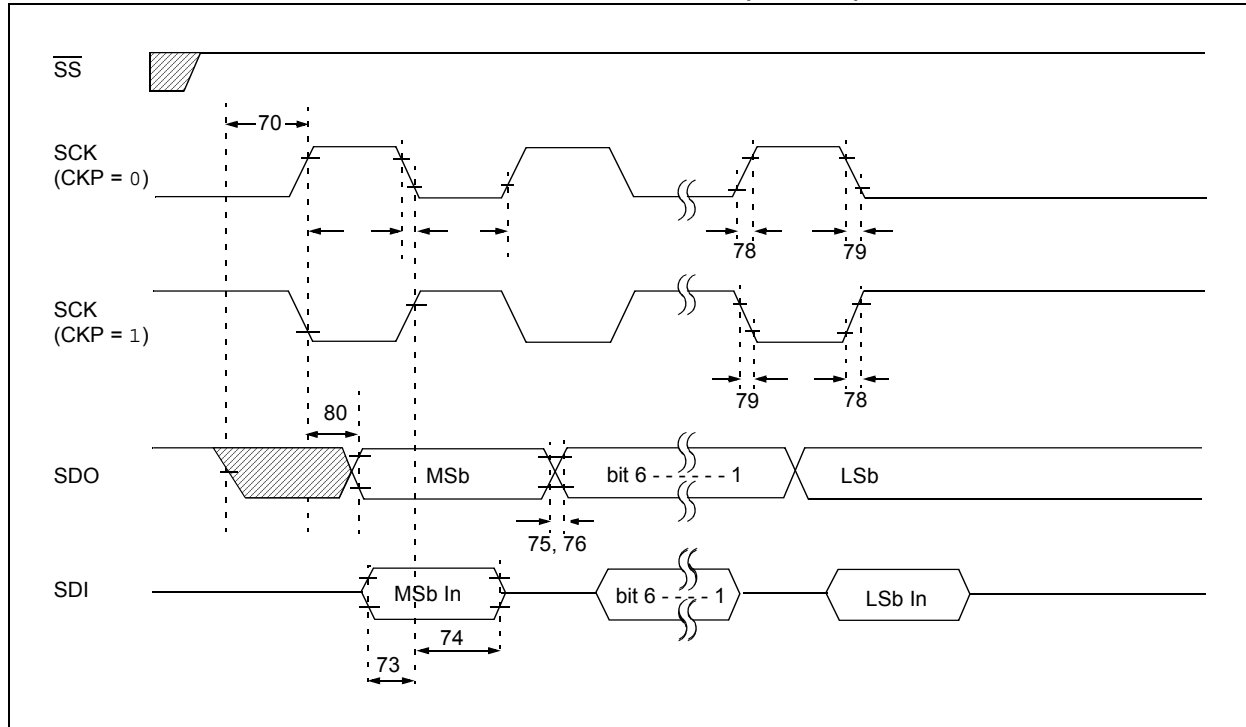 SS
70
SCK
(CKP = 0)
78
79
SCK
(CKP = 1)
79
78
80
SDO
MSb
bit 6 - - - - - - 1
LSb
75, 76
SDI
MSb In
bit 6 - - - - 1
LSb In
74
73